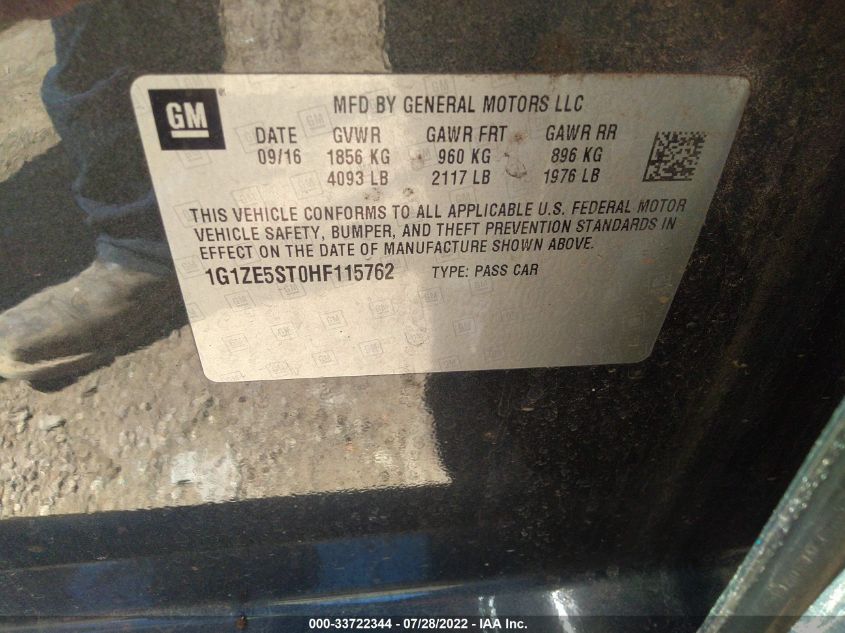 GM
MFD BY GENERAL MOTORS LLC
DATE GVWR GAWR FRT GAWR RR
09/16 1856 KG 960 KG 896 KG
4093 LB 2117 LB 1976 LB
THIS VEHICLE CONFORMS TO ALL APPLICABLE U.S. FEDERAL MOTOR
VEHICLE SAFETY, BUMPER, AND THEFT PREVENTION STANDARDS IN
EFFECT ON THE DATE OF MANUFACTURE SHOWN ABOVE.
1G1ZE5ST0HF115762 TYPE: PASS CAR
000-33722344 / 07/28/2022 / IAA